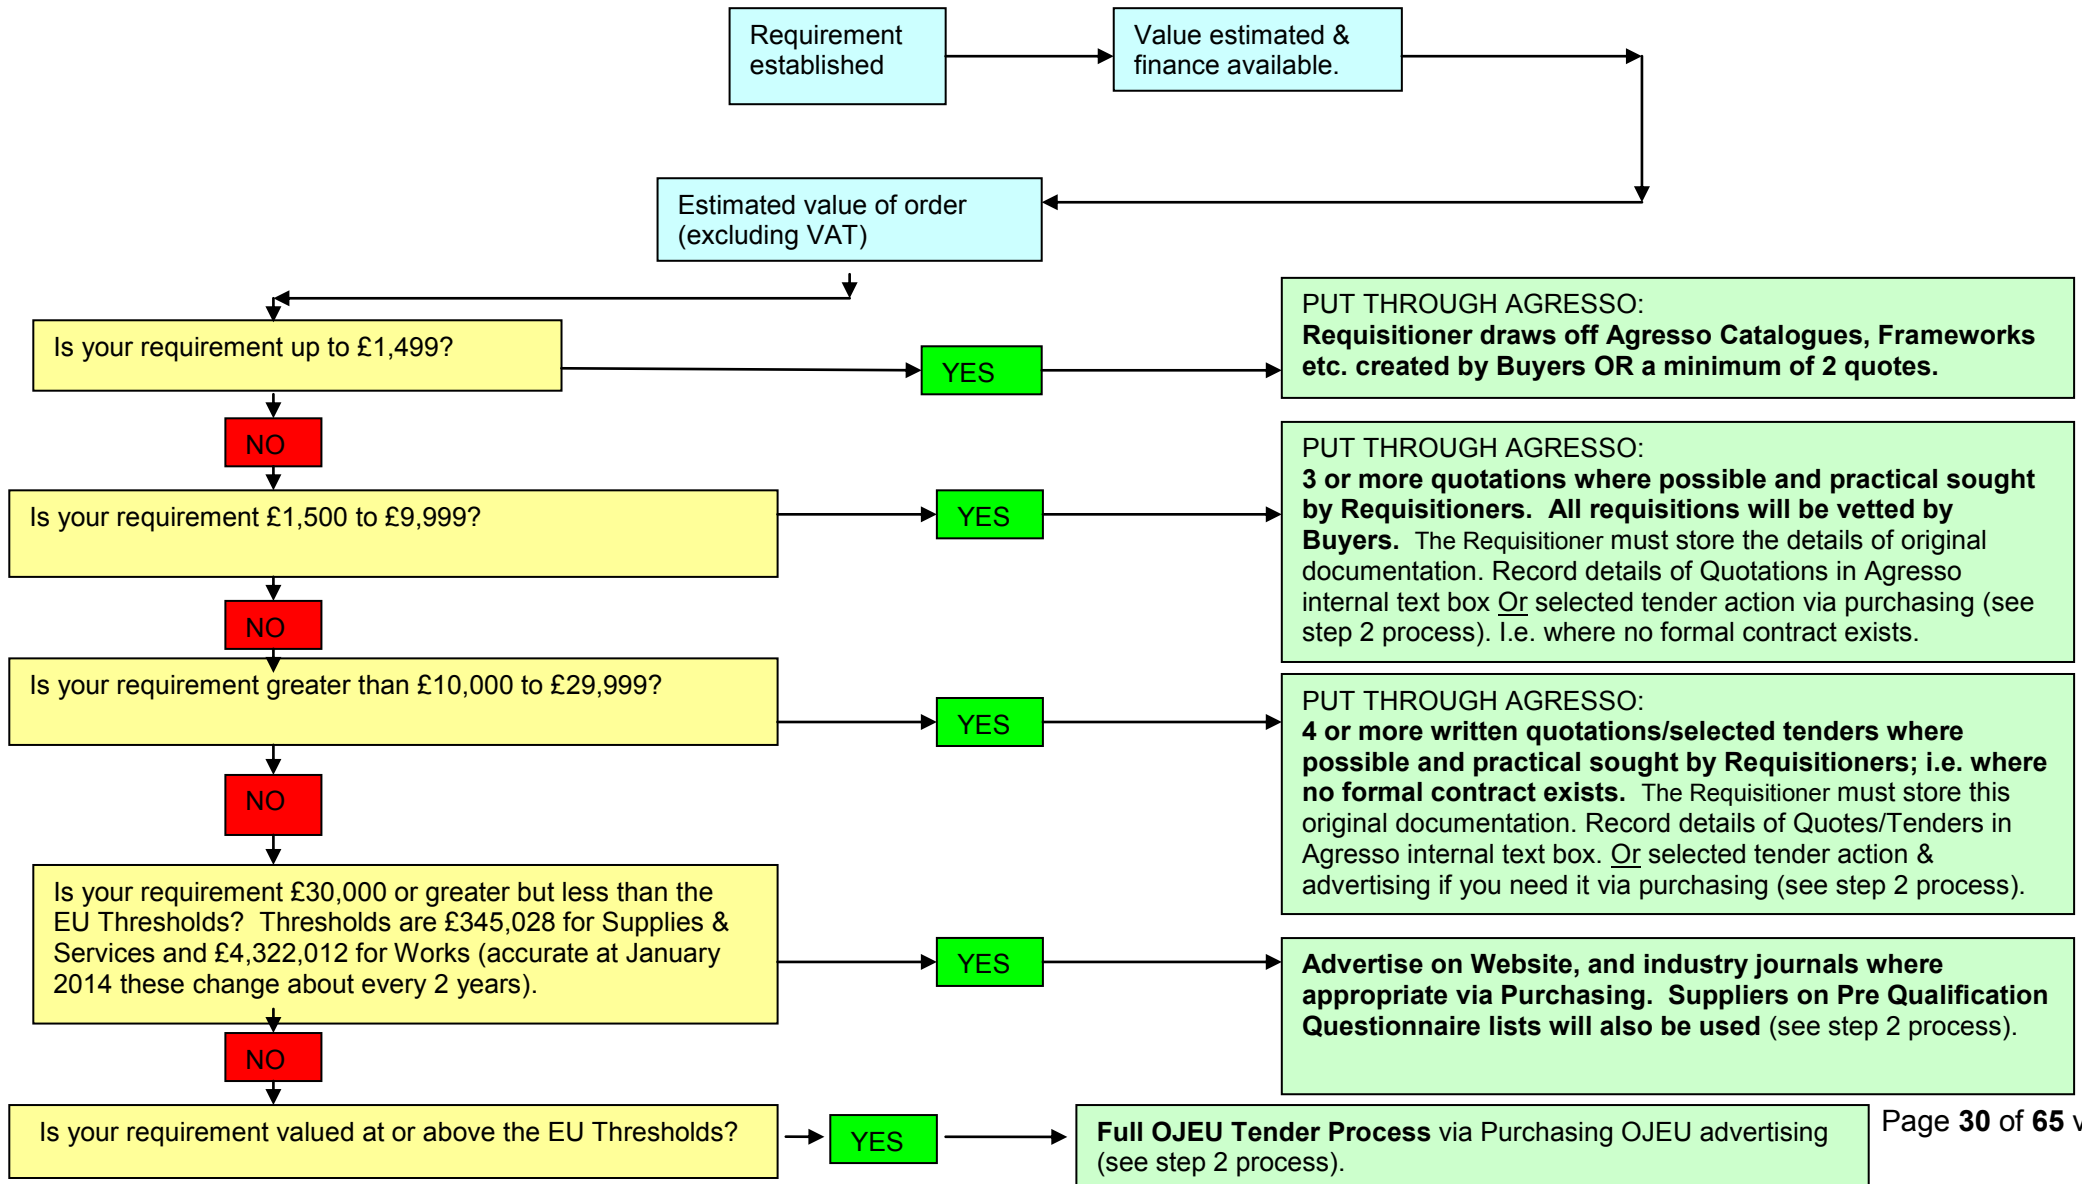 Requirement
established
Value estimated &
finance available.
Estimated value of order
(excluding VAT)
Is your requirement up to £1,499?
YES
PUT THROUGH AGRESSO:
Requisitioner draws off Agresso Catalogues, Frameworks
etc. created by Buyers OR a minimum of 2 quotes.
NO
Is your requirement £1,500 to £9,999?
YES
PUT THROUGH AGRESSO:
3 or more quotations where possible and practical sought
by Requisitioners. All requisitions will be vetted by
Buyers. The Requisitioner must store the details of original
documentation. Record details of Quotations in Agresso
internal text box Or selected tender action via purchasing (see
step 2 process). I.e. where no formal contract exists.
NO
Is your requirement greater than £10,000 to £29,999?
YES
PUT THROUGH AGRESSO:
4 or more written quotations/selected tenders where
possible and practical sought by Requisitioners; i.e. where
no formal contract exists. The Requisitioner must store this
original documentation. Record details of Quotes/Tenders in
Agresso internal text box. Or selected tender action &
advertising if you need it via purchasing (see step 2 process).
NO
Is your requirement £30,000 or greater but less than the
EU Thresholds? Thresholds are £345,028 for Supplies &
Services and £4,322,012 for Works (accurate at January
2014 these change about every 2 years).
YES
Advertise on Website, and industry journals where
appropriate via Purchasing. Suppliers on Pre Qualification
Questionnaire lists will also be used (see step 2 process).
NO
Is your requirement valued at or above the EU Thresholds?
YES
Full OJEU Tender Process via Purchasing OJEU advertising
(see step 2 process).
Page 30 of 65 v